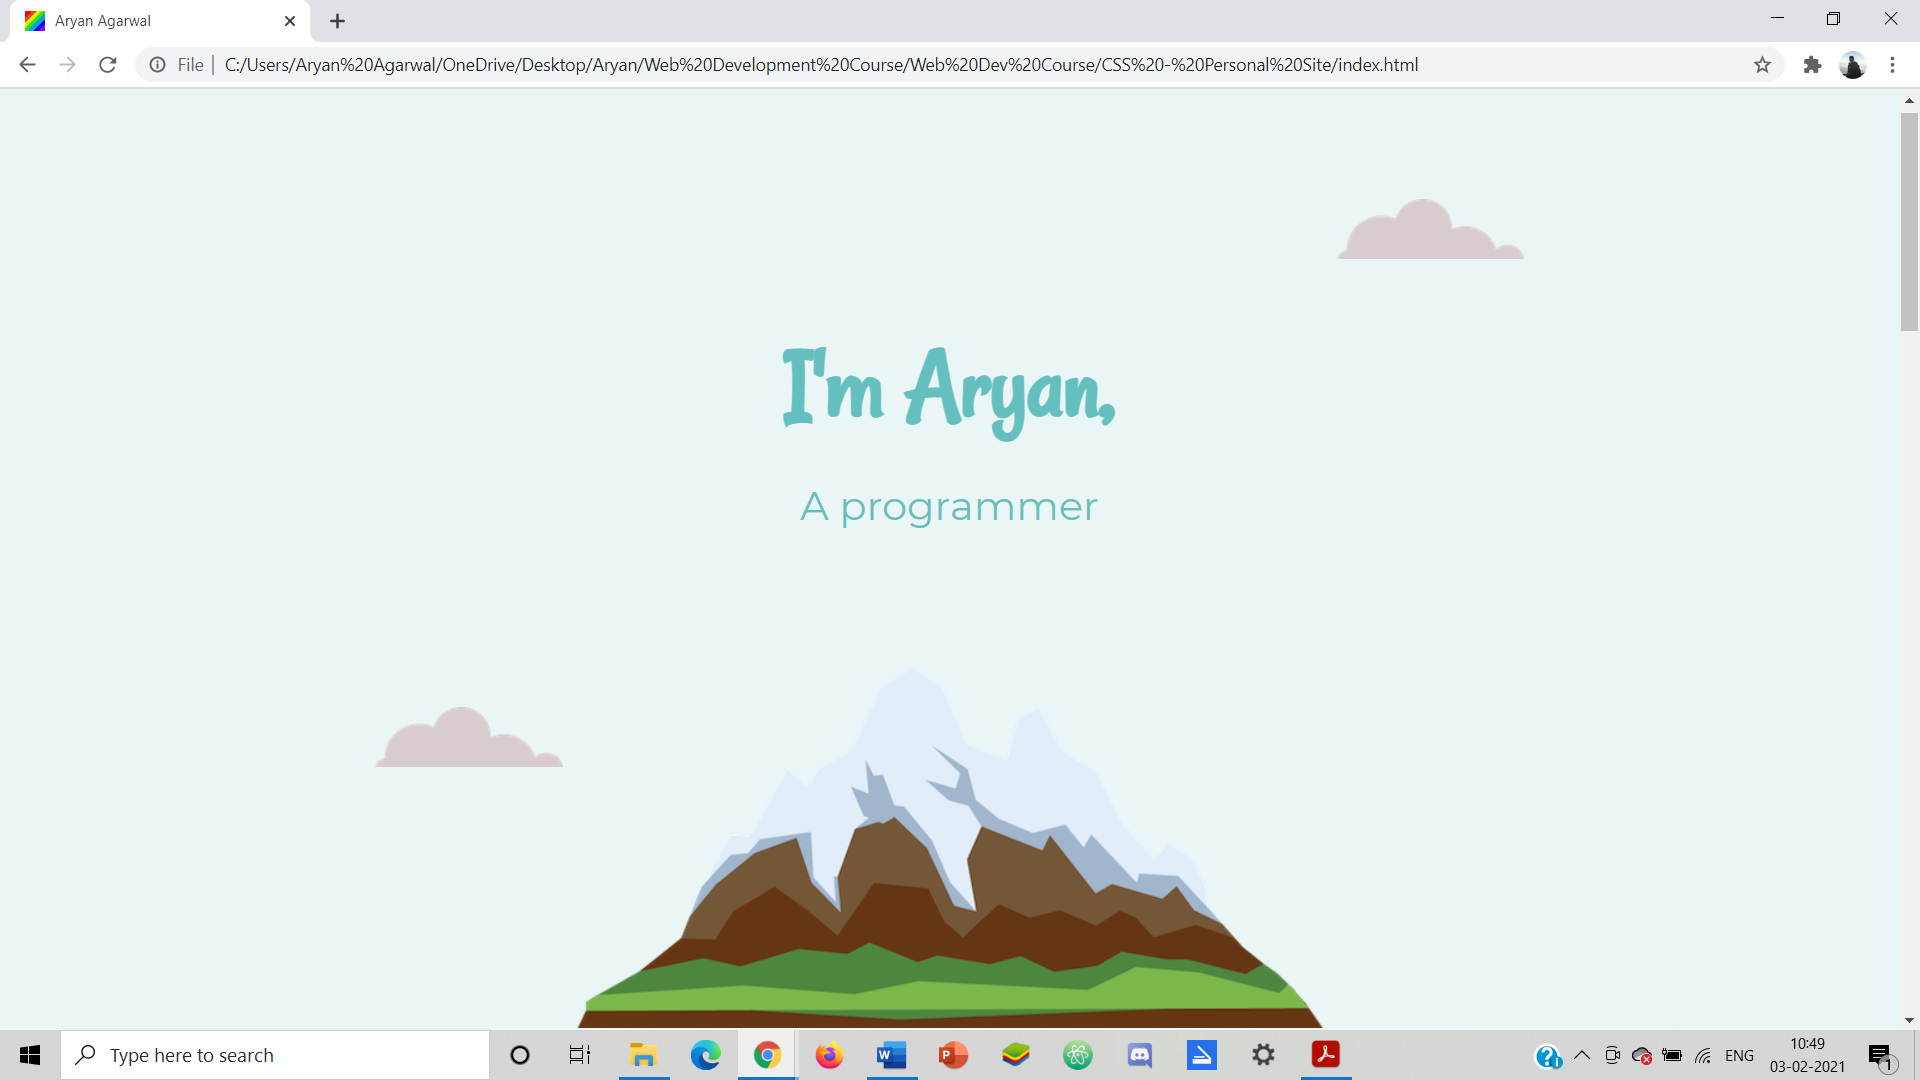 Aryan Agarwal
File | C:/Users/Aryan%20Agarwal/OneDrive/Desktop/Aryan/Web%20Development%20Course/Web%20Dev%20Course/CSS%20-%20Personal%20Site/index.html
I'm Aryan,
A programmer
Type here to search
ENG
10:49
03-02-2021
1